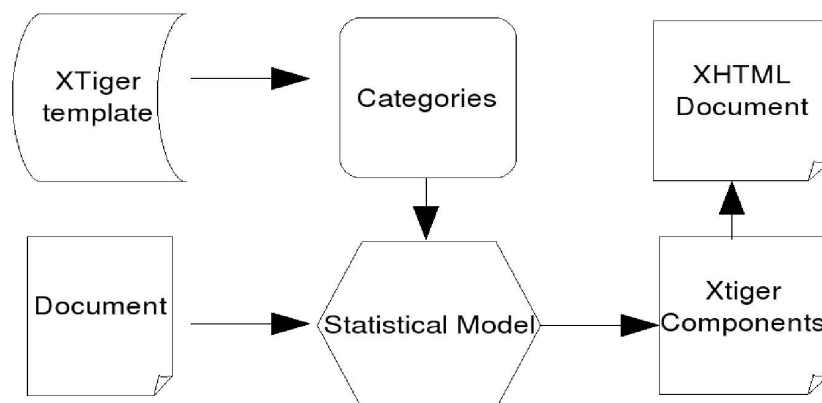 XTiger
template
Categories
XHTML
Document
Document
Statistical Model
Xtiger
Components